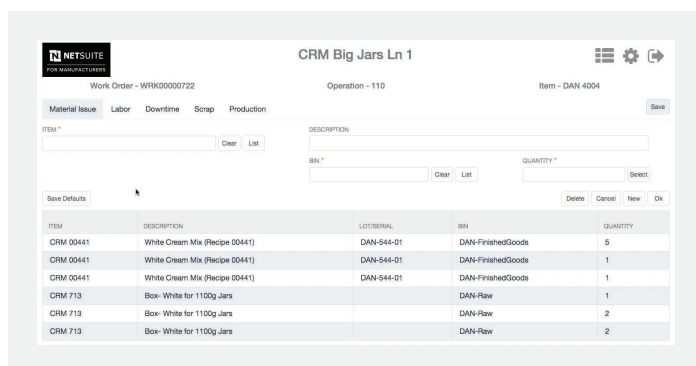 N NETSUITE
FOR MANUFACTURERS
CRM Big Jars Ln 1
Work Order - WRK00000722 Operation - 110 Item - DAN 4004
Material Issue Labor Downtime Scrap Production Save
ITEM * DESCRIPTION
Clear List
BIN * QUANTITY *
Clear List Select
Save Defaults Delete Cancel New Ok
ITEM DESCRIPTION LOT/SERIAL BIN QUANTITY
CRM 00441 White Cream Mix (Recipe 00441) DAN-544-01 DAN-FinishedGoods 5
CRM 00441 White Cream Mix (Recipe 00441) DAN-544-01 DAN-FinishedGoods 1
CRM 00441 White Cream Mix (Recipe 00441) DAN-544-01 DAN-FinishedGoods 1
CRM 713 Box- White for 1100g Jars DAN-Raw 1
CRM 713 Box- White for 1100g Jars DAN-Raw 2
CRM 713 Box- White for 1100g Jars DAN-Raw 2